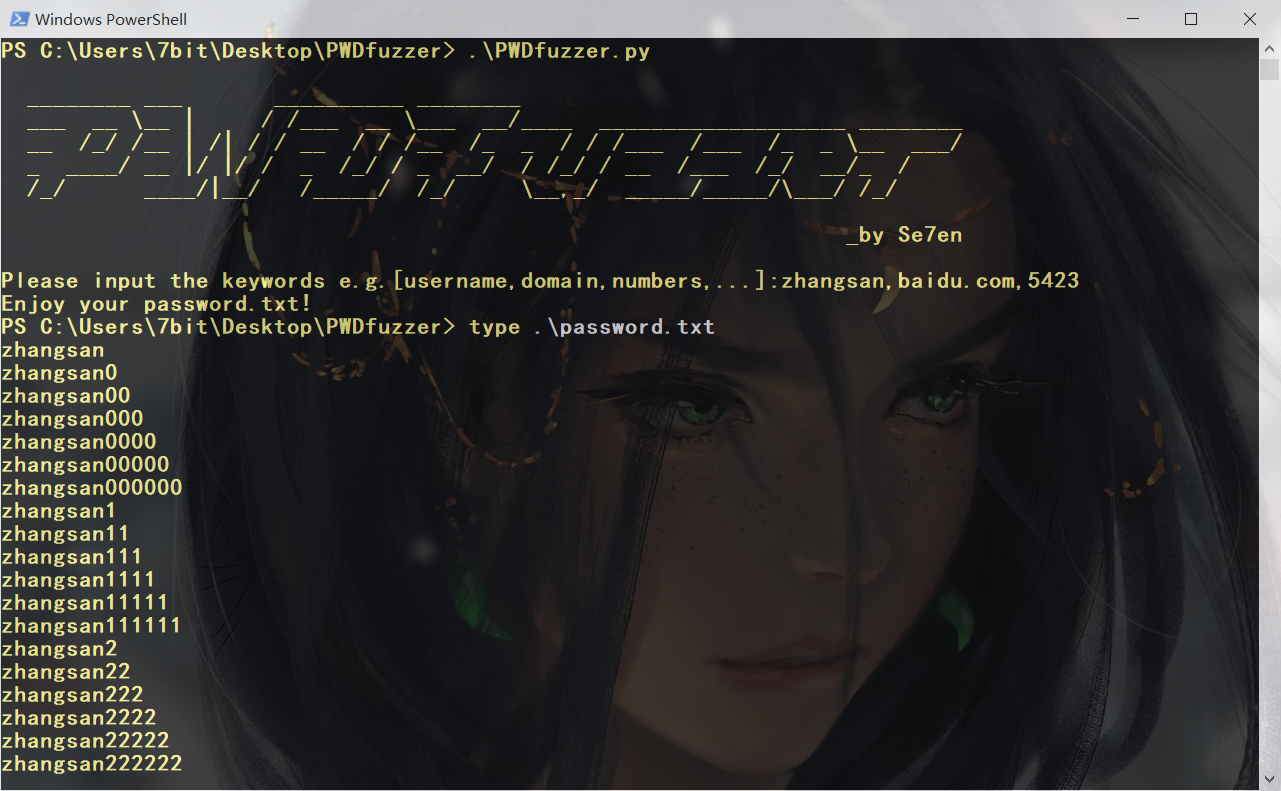 Windows PowerShell
PS C:\Users\7bit\Desktop\PWDfuzzer> .\PWDfuzzer.py
PWDfuzzer
_by Se7en
Please input the keywords e.g.[username,domain,numbers,...]:zhangsan,baidu.com,5423
Enjoy your password.txt!
PS C:\Users\7bit\Desktop\PWDfuzzer> type .\password.txt
zhangsan
zhangsan0
zhangsan00
zhangsan000
zhangsan0000
zhangsan00000
zhangsan000000
zhangsan1
zhangsan11
zhangsan111
zhangsan1111
zhangsan11111
zhangsan111111
zhangsan2
zhangsan22
zhangsan222
zhangsan2222
zhangsan22222
zhangsan222222